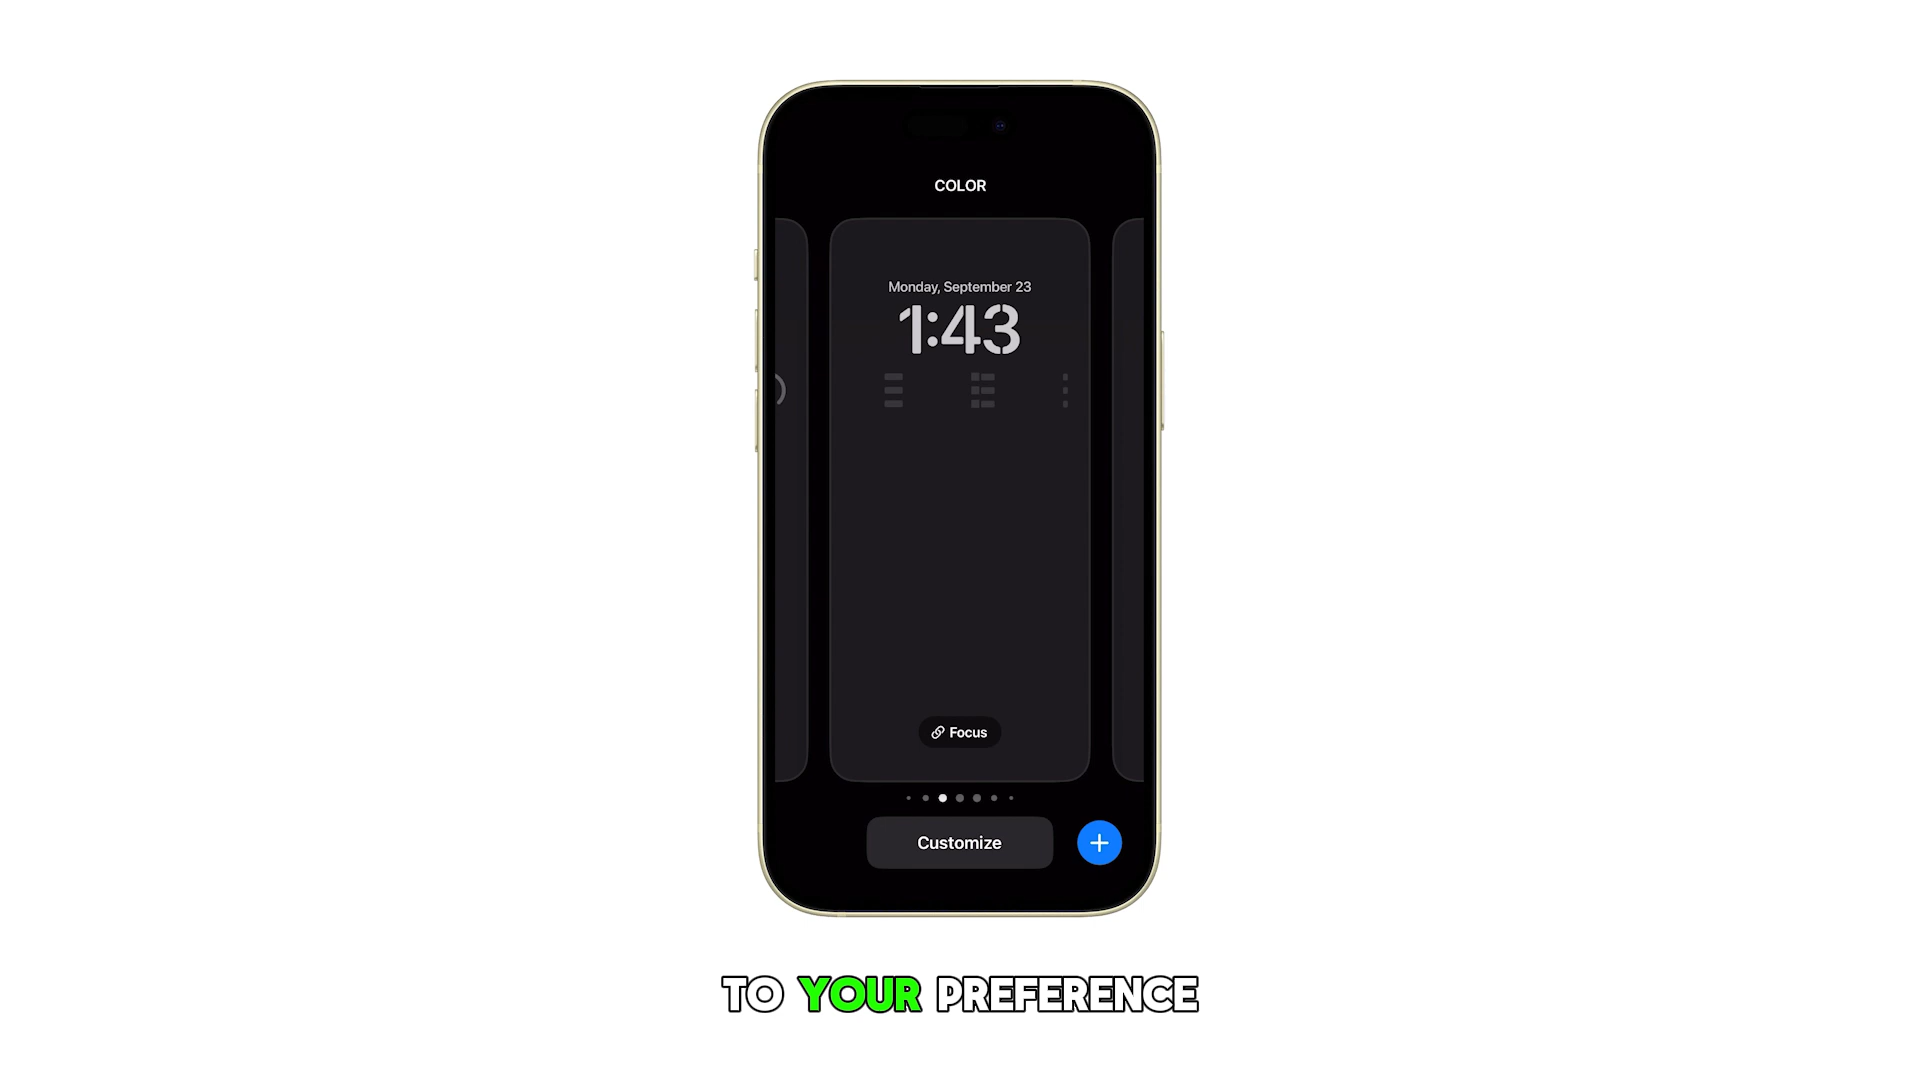 COLOR
Monday, September 23
1:43
Focus
Customize
TO YOUR PREFERENCE